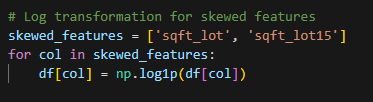 # Log transformation for skewed features
skewed_features = ['sqft_lot', 'sqft_lot15']
for col in skewed_features:
    df[col] = np.log1p(df[col])